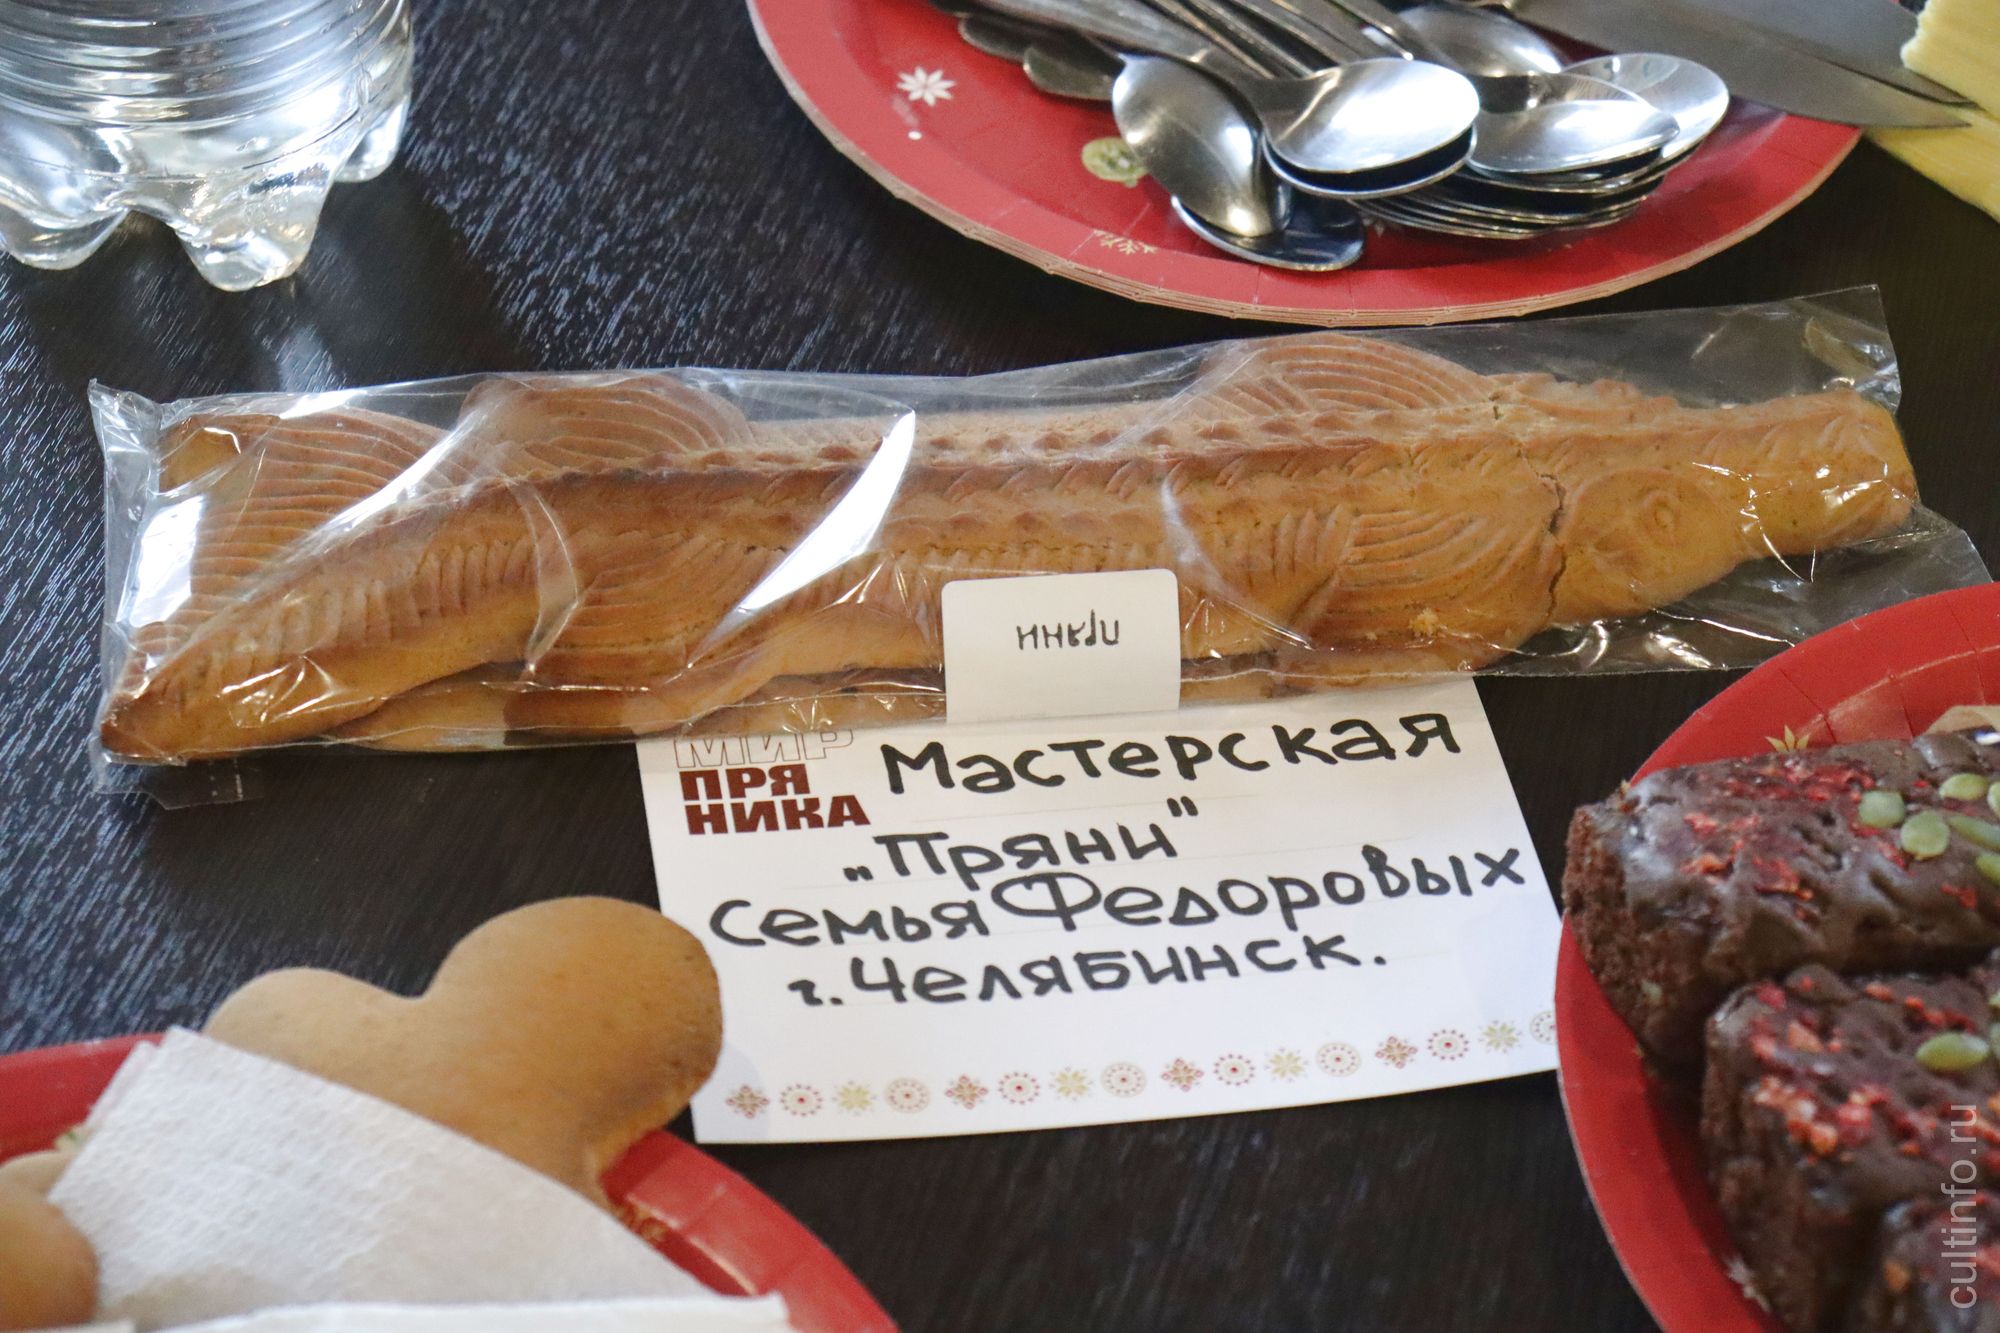 пряни
МИР
ПРЯ
НИКА
Мастерская
„Пряни"
Семья Федоровых
г. Челябинск.
cultinfo.ru